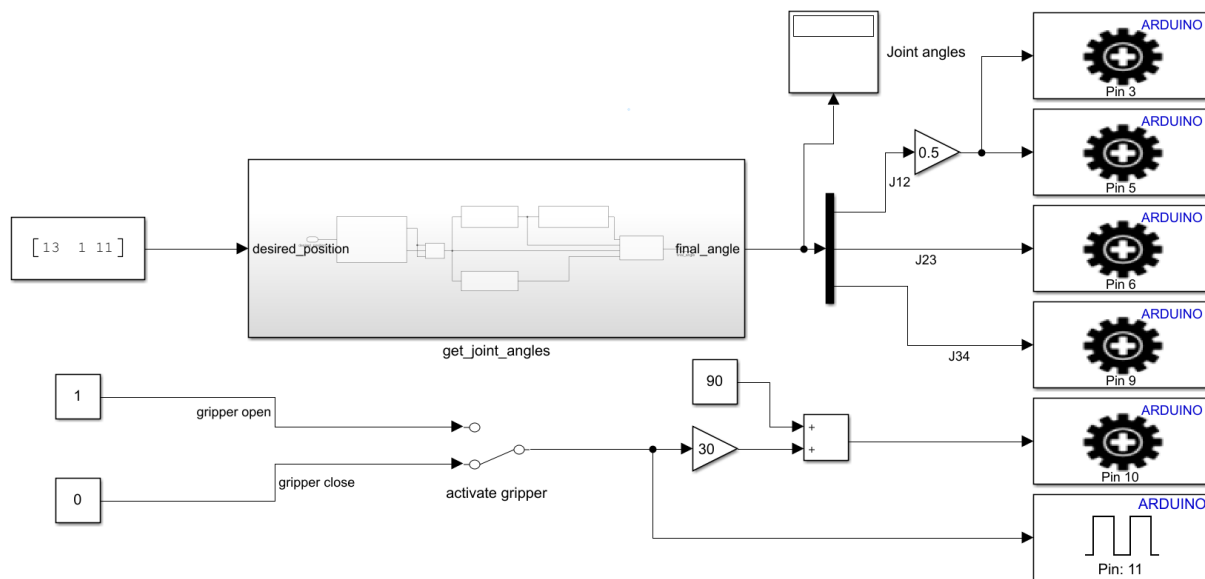 ARDUINO
Pin 3
Joint angles
ARDUINO
Pin 5
0.5
J12
[13 1 11]
desired_position
final_angle
get_joint_angles
ARDUINO
Pin 6
J23
ARDUINO
Pin 9
J34
1
gripper open
0
gripper close
activate gripper
90
30
+
+
ARDUINO
Pin 10
ARDUINO
Pin: 11